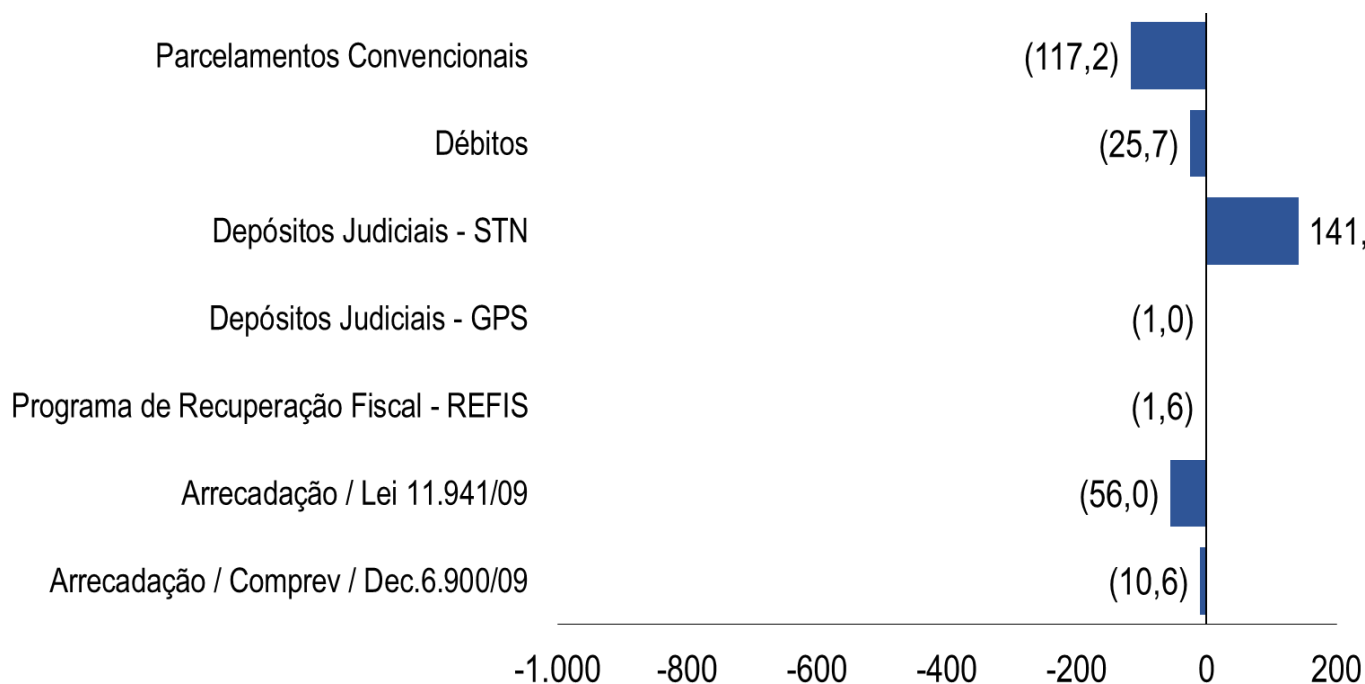 Parcelamentos Convencionais (117,2)
Débitos (25,7)
Depósitos Judiciais - STN 141,
Depósitos Judiciais - GPS (1,0)
Programa de Recuperação Fiscal - REFIS (1,6)
Arrecadação / Lei 11.941/09 (56,0)
Arrecadação / Comprev / Dec.6.900/09 (10,6)
-1.000 -800 -600 -400 -200 0 200